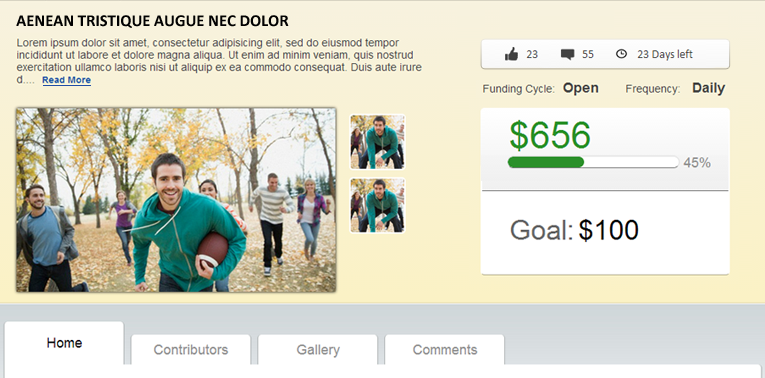 AENEAN TRISTIQUE AUGUE NEC DOLOR
Lorem ipsum dolor sit amet, consectetur adipisicing elit, sed do eiusmod tempor
incididunt ut labore et dolore magna aliqua. Ut enim ad minim veniam, quis nostrud
exercitation ullamco laboris nisi ut aliquip ex ea commodo consequat. Duis aute irure
d.... Read More
23 55 23 Days left
Funding Cycle: Open Frequency: Daily
$656
45%
Goal: $100
Home Contributors Gallery Comments